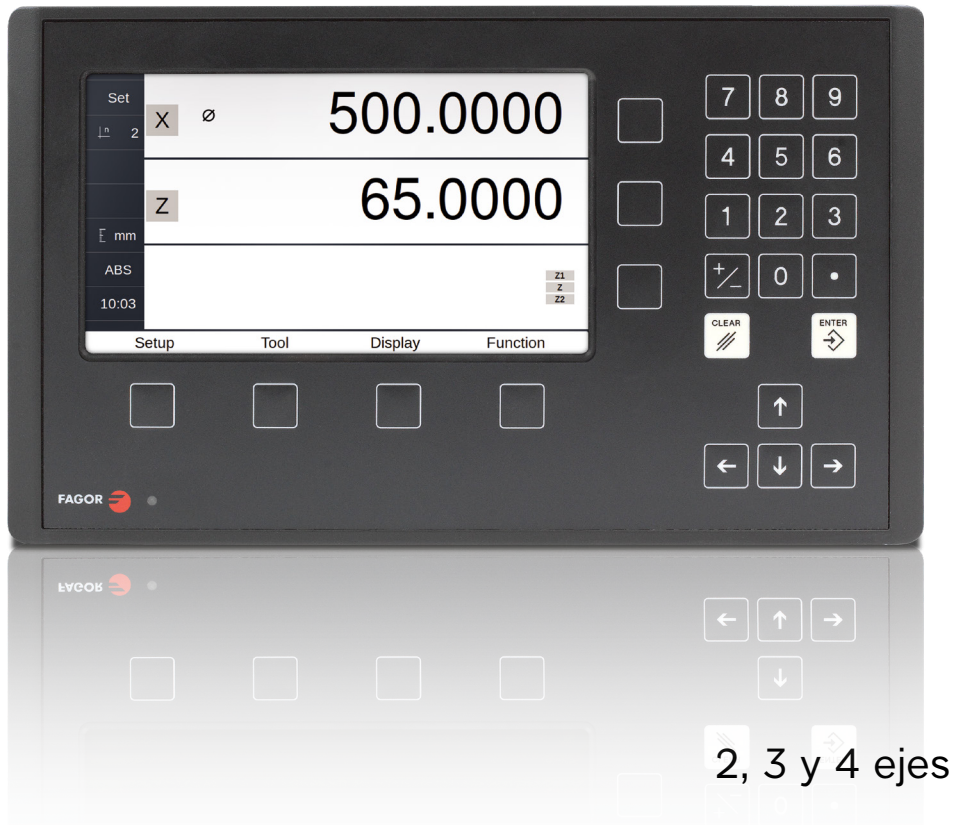 Set
2
X ⌀ 500.0000
Z 65.0000
mm
ABS
10:03
Z1
Z
Z2
Setup Tool Display Function
7 8 9
4 5 6
1 2 3
+/- 0 .
CLEAR ENTER
↑
← ↓ →
FAGOR
FAGOR
← ↑ →
↓
2, 3 y 4 ejes